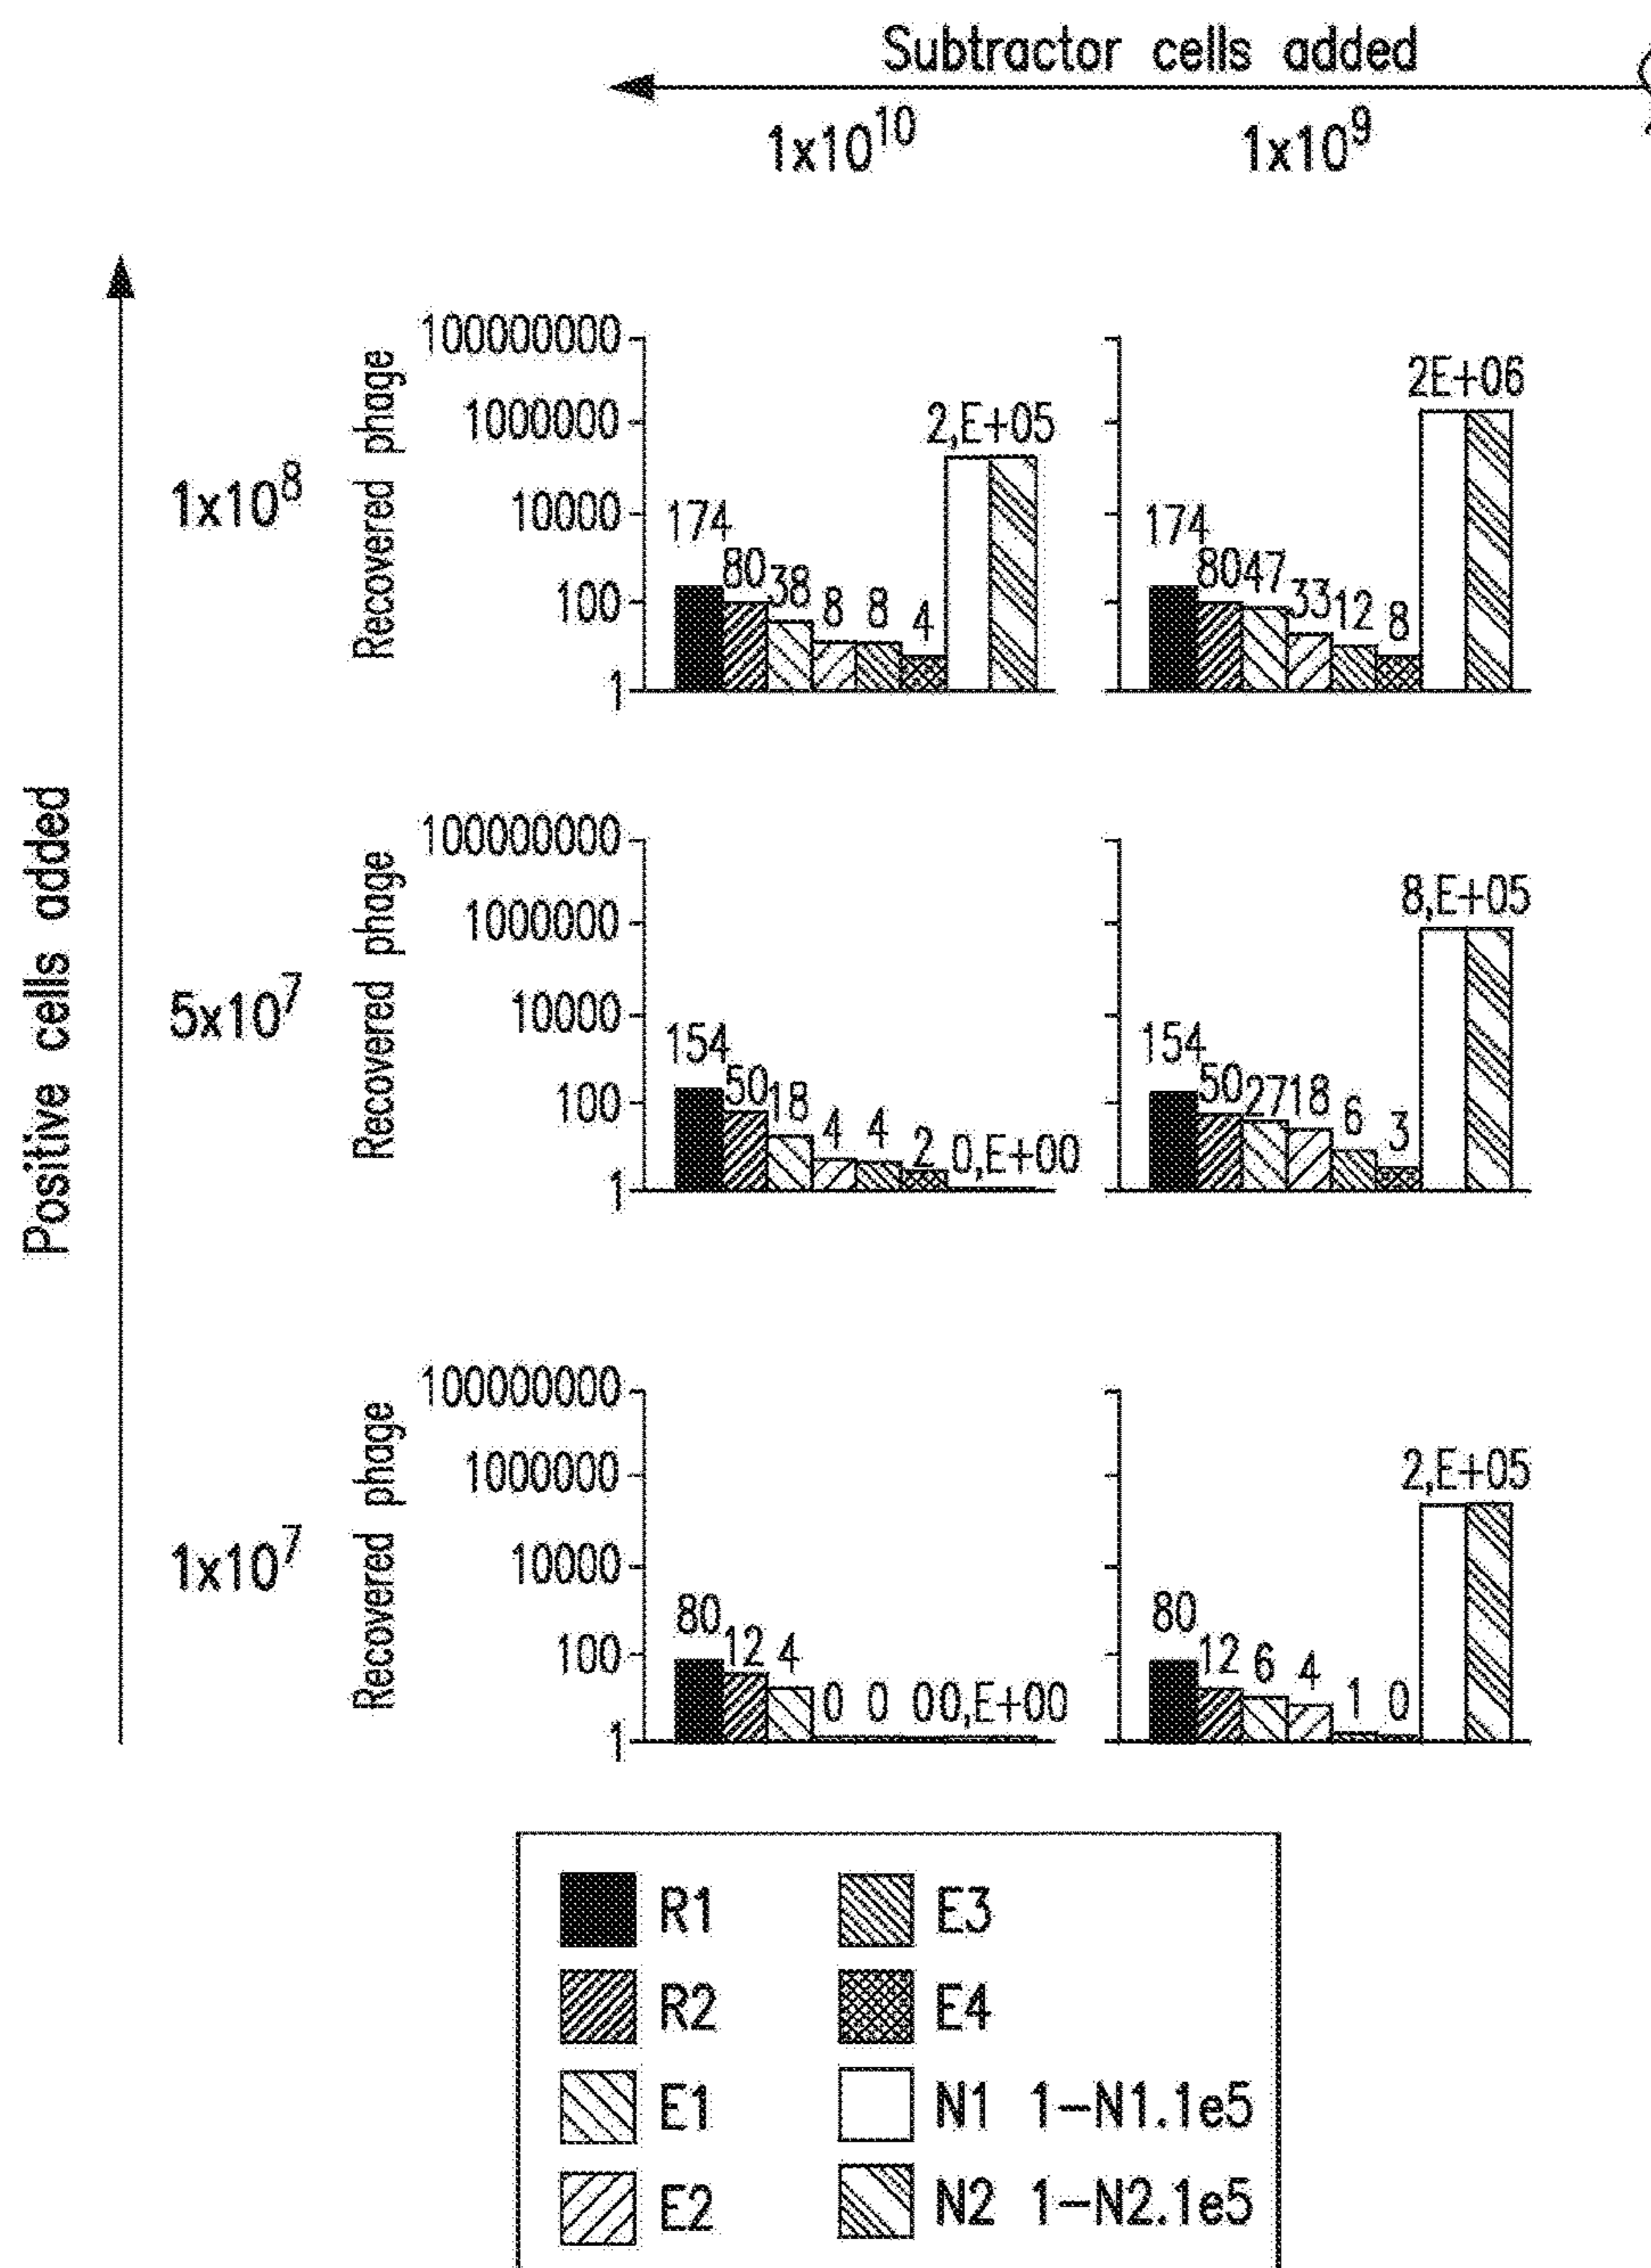 Subtractor cells added
1x10^10 1x10^9
Positive cells added
1x10^8
Recovered phage
100000000
1000000
10000
100
1
174 80 38 8 8 4 2,E+05
174 80 47 33 12 8 2E+06
5x10^7
Recovered phage
100000000
1000000
10000
100
1
154 50 18 4 4 2 0,E+00
154 50 27 18 6 3 8,E+05
1x10^7
Recovered phage
100000000
1000000
10000
100
1
80 12 4 0 0 0 0,E+00
80 12 6 4 1 0 2,E+05
R1 E3
R2 E4
E1 N1 1-N1.1e5
E2 N2 1-N2.1e5